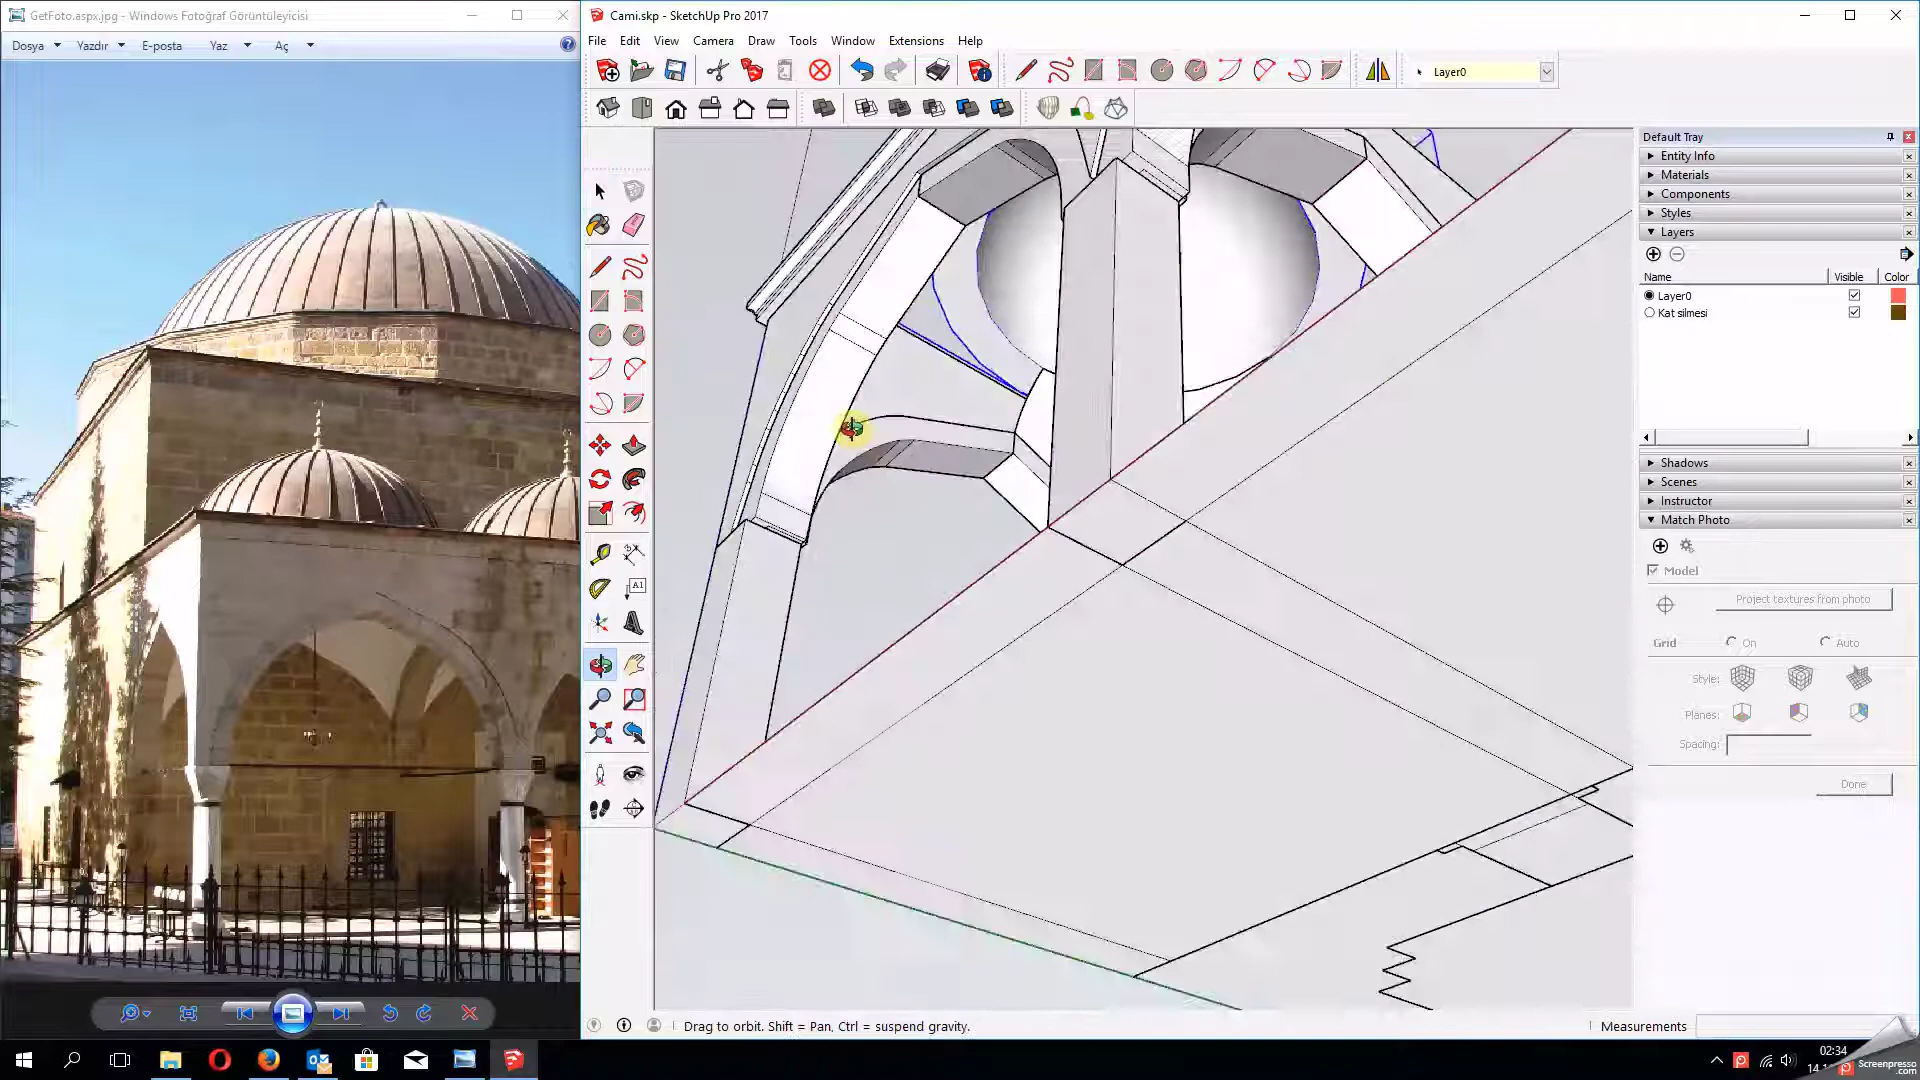 GetFoto.aspx.jpg - Windows Fotoğraf Görüntüleyicisi
Dosya Yazdır E-posta Yaz Aç
Cami.skp - SketchUp Pro 2017
File Edit View Camera Draw Tools Window Extensions Help
Layer0
A1
Default Tray
Entity Info
Materials
Components
Styles
Layers
Name Visible Color
Layer0
Kat silmesi
Shadows
Scenes
Instructor
Match Photo
Model
Project textures from photo
Grid On Auto
Style:
Planes:
Spacing:
Done
Drag to orbit. Shift = Pan, Ctrl = suspend gravity.
Measurements
02:34
Screenpresso
.com